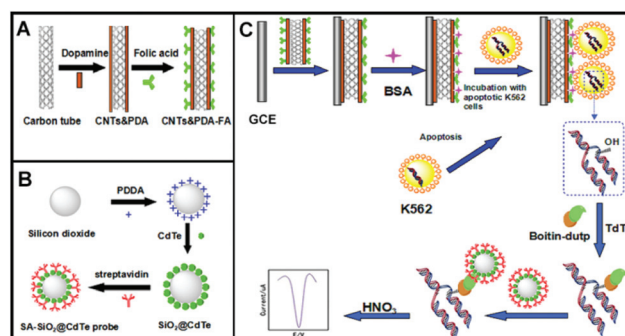 A
Dopamine
Folic acid
Carbon tube
CNTs&PDA
CNTs&PDA-FA
B
PDDA
+
Silicon dioxide
CdTe
streptavidin
SA-SiO2@CdTe probe
SiO2@CdTe
C
GCE
BSA
Incubation with
apoptotic K562
cells
Apoptosis
K562
OH
Boitin-dutp
TdT
HNO3
Current/uA
E/V